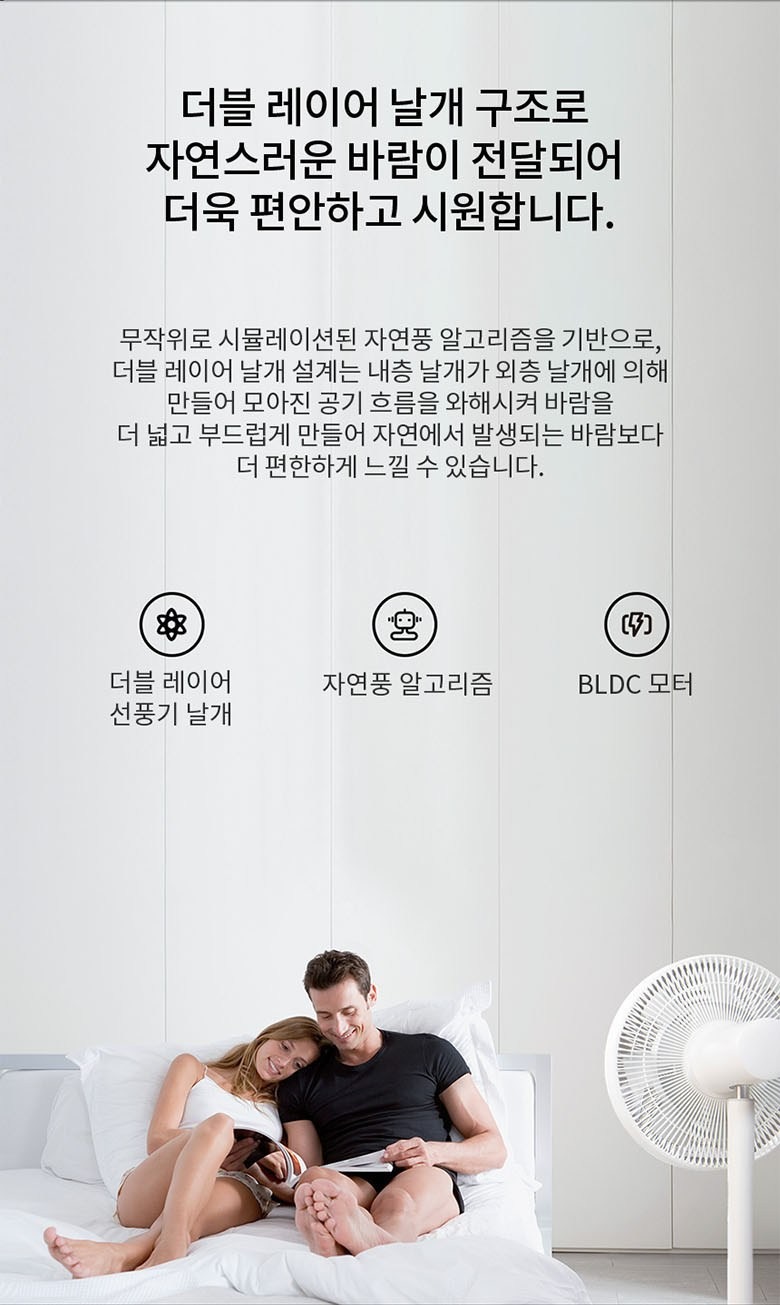 더블 레이어 날개 구조로
자연스러운 바람이 전달되어
더욱 편안하고 시원합니다.
무작위로 시뮬레이션된 자연풍 알고리즘을 기반으로,
더블 레이어 날개 설계는 내층 날개가 외층 날개에 의해
만들어 모아진 공기 흐름을 와해시켜 바람을
더 넓고 부드럽게 만들어 자연에서 발생되는 바람보다
더 편한하게 느낄 수 있습니다.
더블 레이어
선풍기 날개
자연풍 알고리즘
BLDC 모터